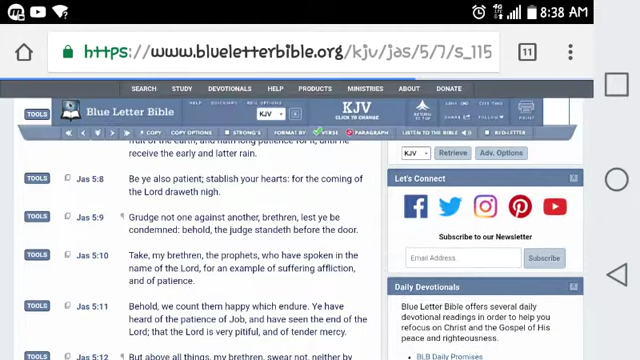 8:38 AM
https://www.blueletterbible.org/kjv/jas/5/7/s_115
11
SEARCH STUDY DEVOTIONALS HELP PRODUCTS MINISTRIES ABOUT DONATE
TOOLS
Blue Letter Bible
KJV
KJV
CLICK TO CHANGE
RETURN
TO TOP
PRINT
COPY COPY OPTIONS STRONG'S FORMAT BY VERSE PARAGRAPH LISTEN TO THE BIBLE RED-LETTER
fruit of the earth, and hath long patience for it, until he
receive the early and latter rain.
TOOLS Jas 5:8 Be ye also patient; stablish your hearts: for the coming of
the Lord draweth nigh.
TOOLS Jas 5:9 ¶ Grudge not one against another, brethren, lest ye be
condemned: behold, the judge standeth before the door.
TOOLS Jas 5:10 Take, my brethren, the prophets, who have spoken in the
name of the Lord, for an example of suffering affliction,
and of patience.
TOOLS Jas 5:11 Behold, we count them happy which endure. Ye have
heard of the patience of Job, and have seen the end of the
Lord; that the Lord is very pitiful, and of tender mercy.
TOOLS Jas 5:12 ¶ But above all things, my brethren, swear not, neither by
KJV Retrieve Adv. Options
Let's Connect
Subscribe to our Newsletter
Email Address Subscribe
Daily Devotionals
Blue Letter Bible offers several daily
devotional readings in order to help you
refocus on Christ and the Gospel of His
peace and righteousness.
BLB Daily Promises